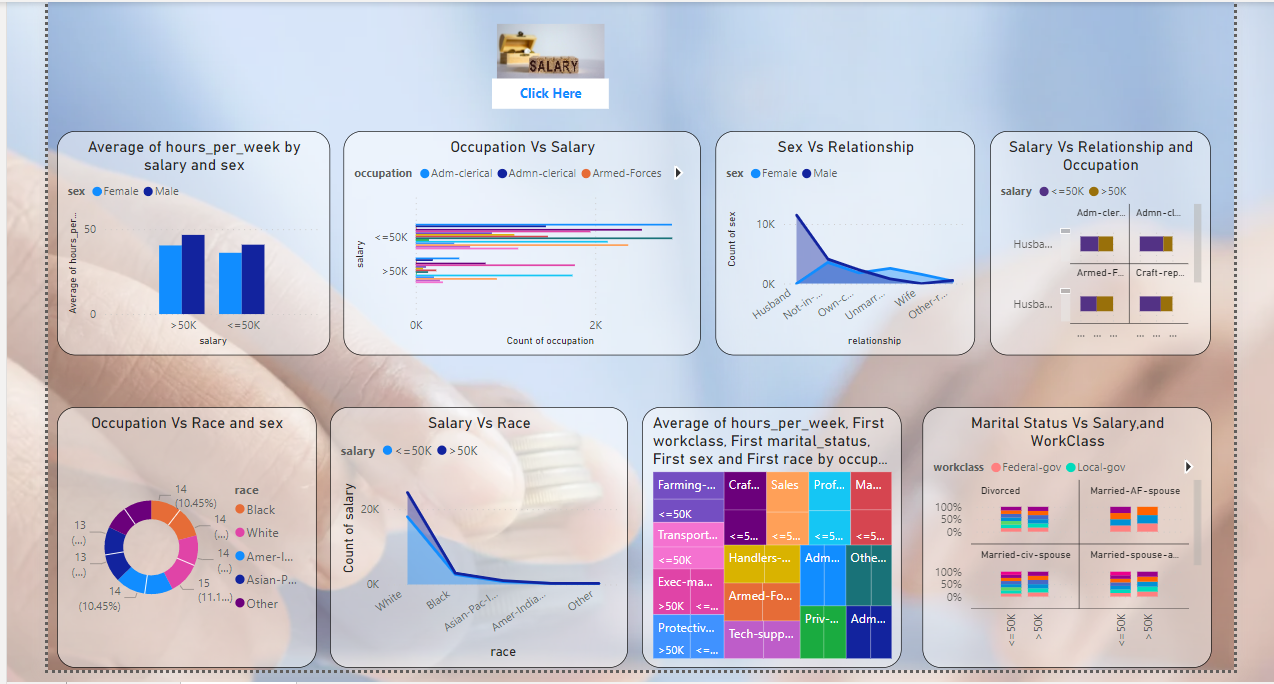 SALARY
Click Here
Average of hours_per_week by
salary and sex
sex Female Male
Average of hours_per...
50
0
>50K <=50K
salary
Occupation Vs Salary
occupation Adm-clerical Admn-clerical Armed-Forces
salary
<=50K
>50K
0K 2K
Count of occupation
Sex Vs Relationship
sex Female Male
Count of sex
10K
0K
Husband Not-in-... Own-c... Unmarr... Wife Other-r...
relationship
Salary Vs Relationship and
Occupation
salary <=50K >50K
Adm-cler... Admn-cl...
Husba...
Armed-F... Craft-rep...
Husba...
... ... ... ... ... ...
Occupation Vs Race and sex
14
(10.45%)
14
(...)
14
(...)
15
(11.1...)
14
(10.45%)
13
(...)
13
(...)
race
Black
White
Amer-I...
Asian-P...
Other
Salary Vs Race
salary <=50K >50K
Count of salary
20K
0K
White Black Asian-Pac-I... Amer-India... Other
race
Average of hours_per_week, First
workclass, First marital_status,
First sex and First race by occup...
Farming-... Craf... Sales Prof... Ma...
<=50K <=5... <=5... <=5... <=5...
Transport... Handlers-... Adm... Othe...
<=50K
Exec-ma... Armed-Fo...
>50K <=...
Protectiv... Tech-supp... Priv-... Adm...
>50K <=...
Marital Status Vs Salary,and
WorkClass
workclass Federal-gov Local-gov
Divorced Married-AF-spouse
100%
50%
0%
Married-civ-spouse Married-spouse-a...
100%
50%
0%
<=50K >50K <=50K >50K